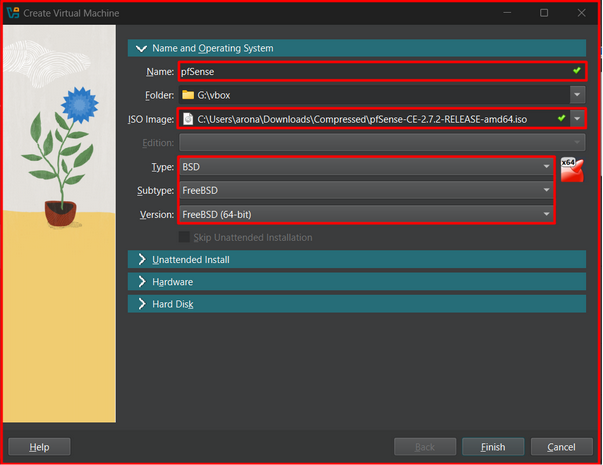 Create Virtual Machine
Name and Operating System
Name: pfSense
Folder: G:\vbox
ISO Image: C:\Users\arona\Downloads\Compressed\pfSense-CE-2.7.2-RELEASE-amd64.iso
Edition:
Type: BSD
x64
Subtype: FreeBSD
Version: FreeBSD (64-bit)
Skip Unattended Installation
Unattended Install
Hardware
Hard Disk
Help Back Finish Cancel